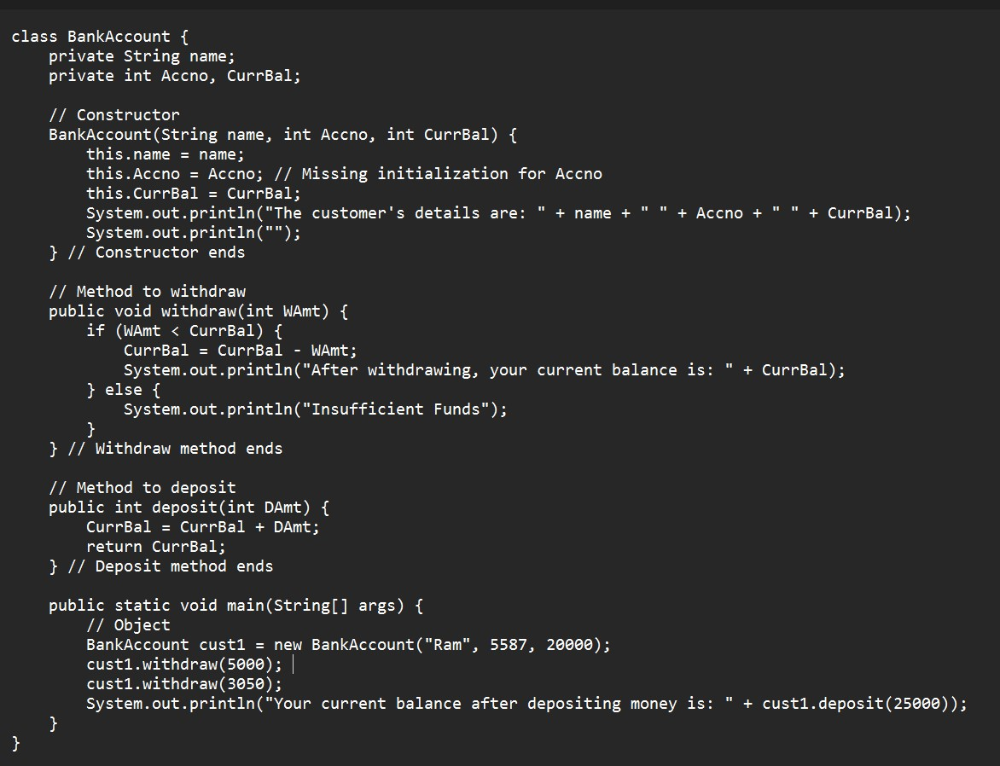 class BankAccount {
    private String name;
    private int Accno, CurrBal;

    // Constructor
    BankAccount(String name, int Accno, int CurrBal) {
        this.name = name;
        this.Accno = Accno; // Missing initialization for Accno
        this.CurrBal = CurrBal;
        System.out.println("The customer's details are: " + name + " " + Accno + " " + CurrBal);
        System.out.println("");
    } // Constructor ends

    // Method to withdraw
    public void withdraw(int WAmt) {
        if (WAmt < CurrBal) {
            CurrBal = CurrBal - WAmt;
            System.out.println("After withdrawing, your current balance is: " + CurrBal);
        } else {
            System.out.println("Insufficient Funds");
        }
    } // Withdraw method ends

    // Method to deposit
    public int deposit(int DAmt) {
        CurrBal = CurrBal + DAmt;
        return CurrBal;
    } // Deposit method ends

    public static void main(String[] args) {
        // Object
        BankAccount cust1 = new BankAccount("Ram", 5587, 20000);
        cust1.withdraw(5000);
        cust1.withdraw(3050);
        System.out.println("Your current balance after depositing money is: " + cust1.deposit(25000));
    }
}